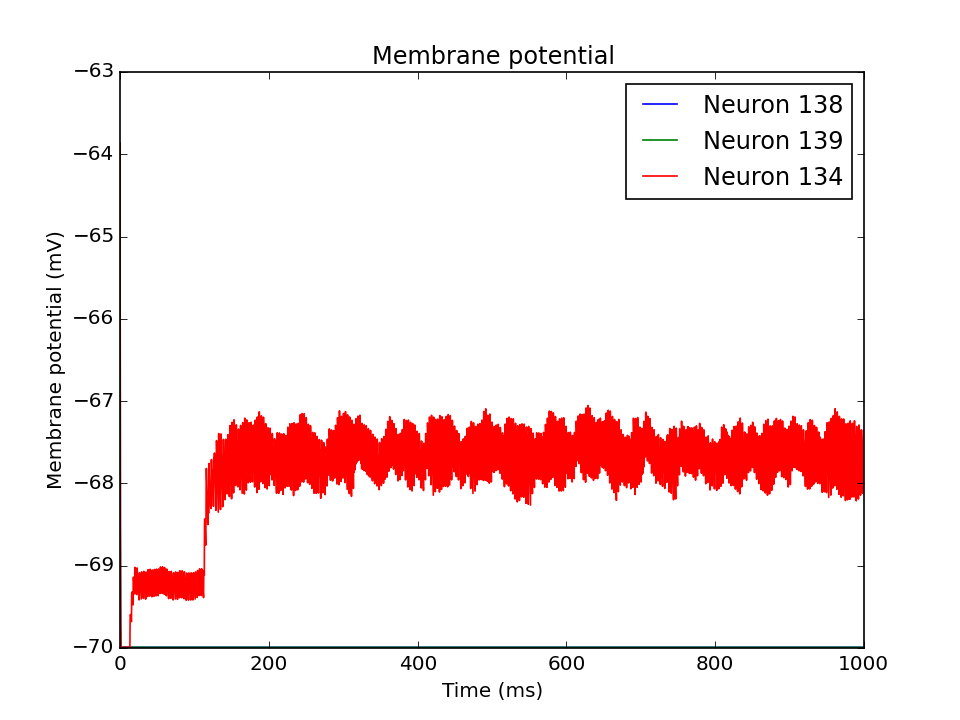 Membrane potential
Neuron 138
Neuron 139
Neuron 134
Membrane potential (mV)
−63
−64
−65
−66
−67
−68
−69
−70
0 200 400 600 800 1000
Time (ms)